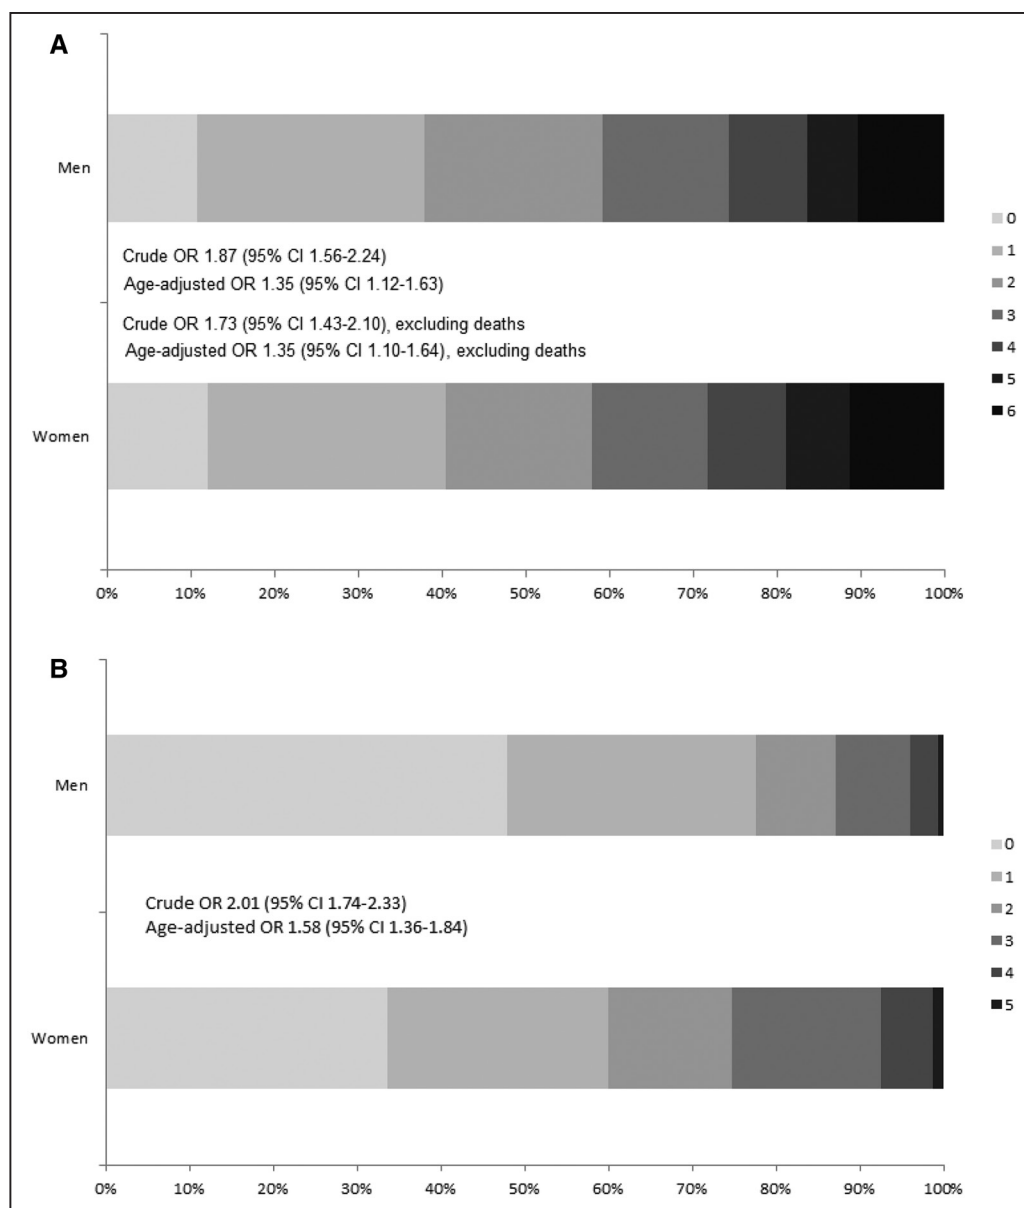 A
Men
Crude OR 1.87 (95% CI 1.56-2.24)
Age-adjusted OR 1.35 (95% CI 1.12-1.63)
Crude OR 1.73 (95% CI 1.43-2.10), excluding deaths
Age-adjusted OR 1.35 (95% CI 1.10-1.64), excluding deaths
Women
0% 10% 20% 30% 40% 50% 60% 70% 80% 90% 100%
0
1
2
3
4
5
6
B
Men
Crude OR 2.01 (95% CI 1.74-2.33)
Age-adjusted OR 1.58 (95% CI 1.36-1.84)
Women
0% 10% 20% 30% 40% 50% 60% 70% 80% 90% 100%
0
1
2
3
4
5